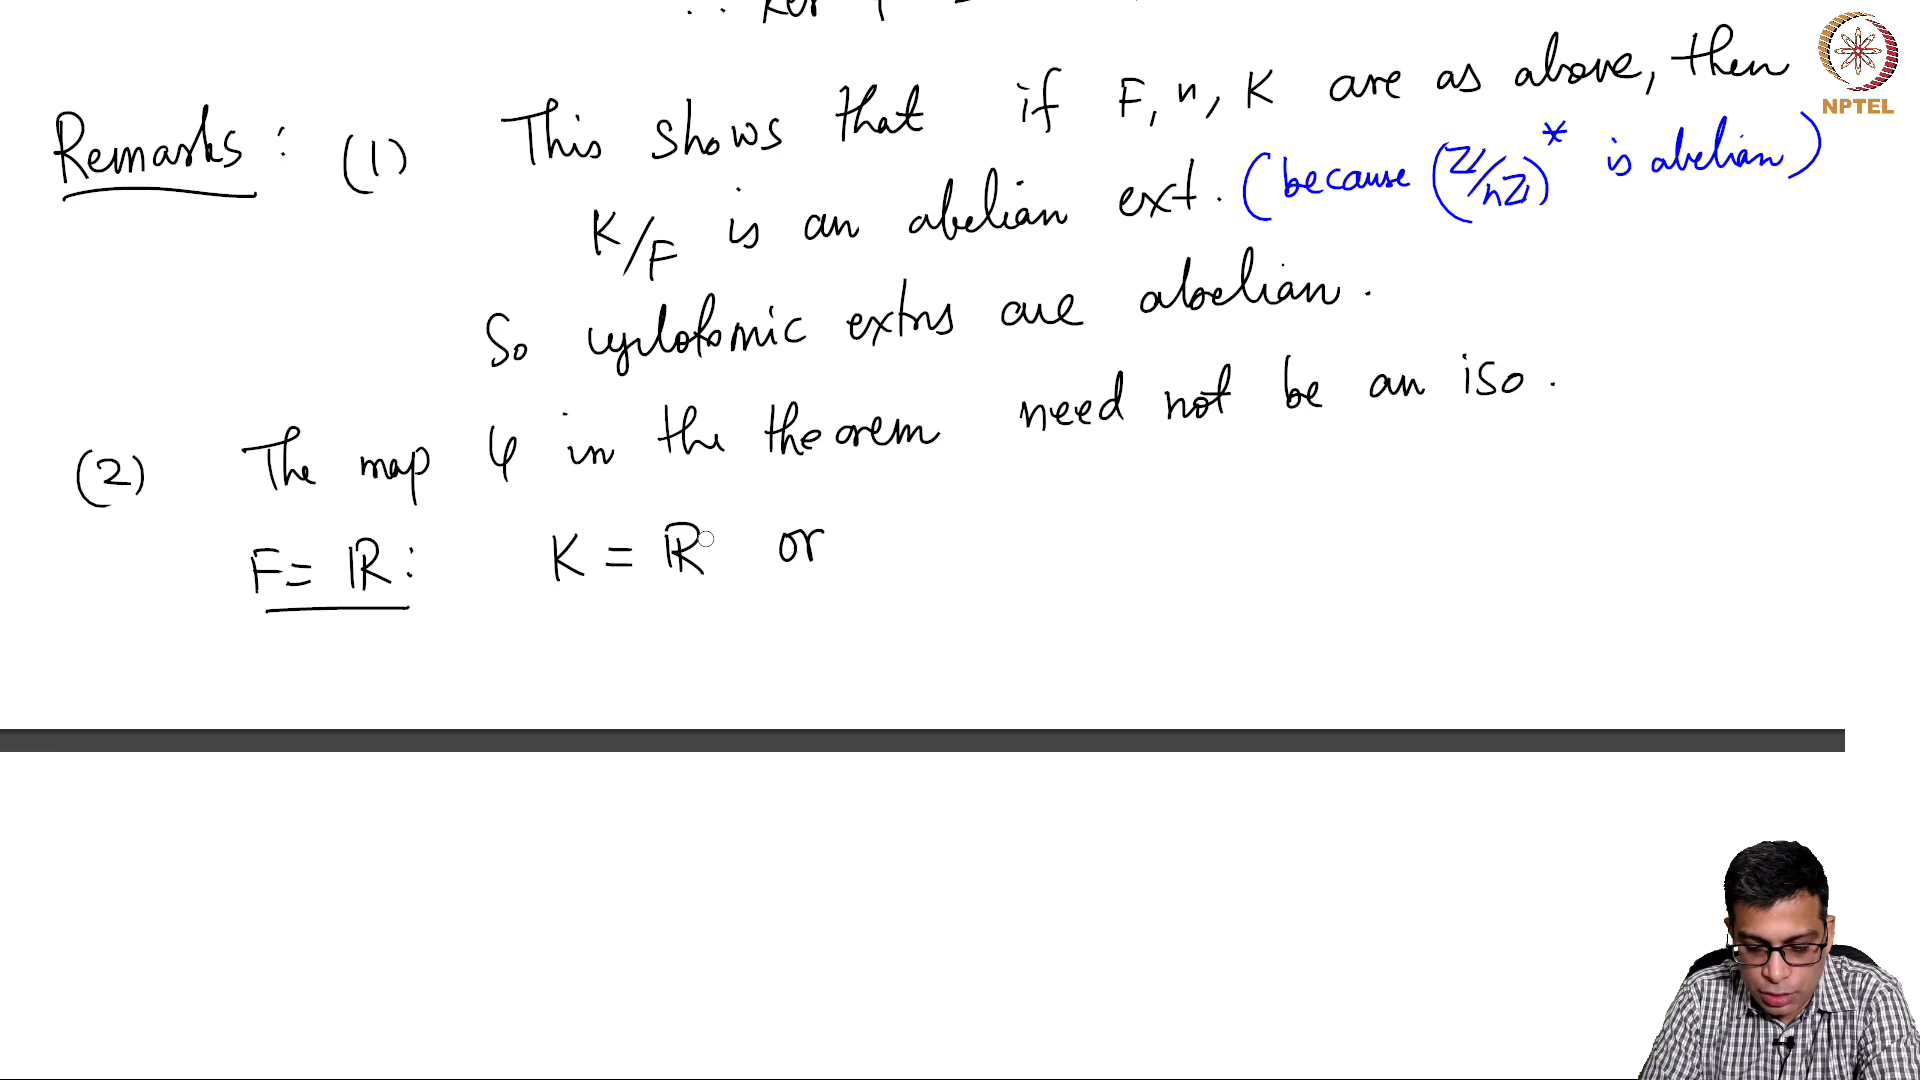 ∴ Ker φ
Remarks : (1) This shows that if F, n, K are as above, then
K/F is an abelian ext. (because (ℤ/nℤ)* is abelian)
So cyclotomic extns are abelian.
(2) The map φ in the theorem need not be an iso.
F = ℝ : K = ℝ or
NPTEL